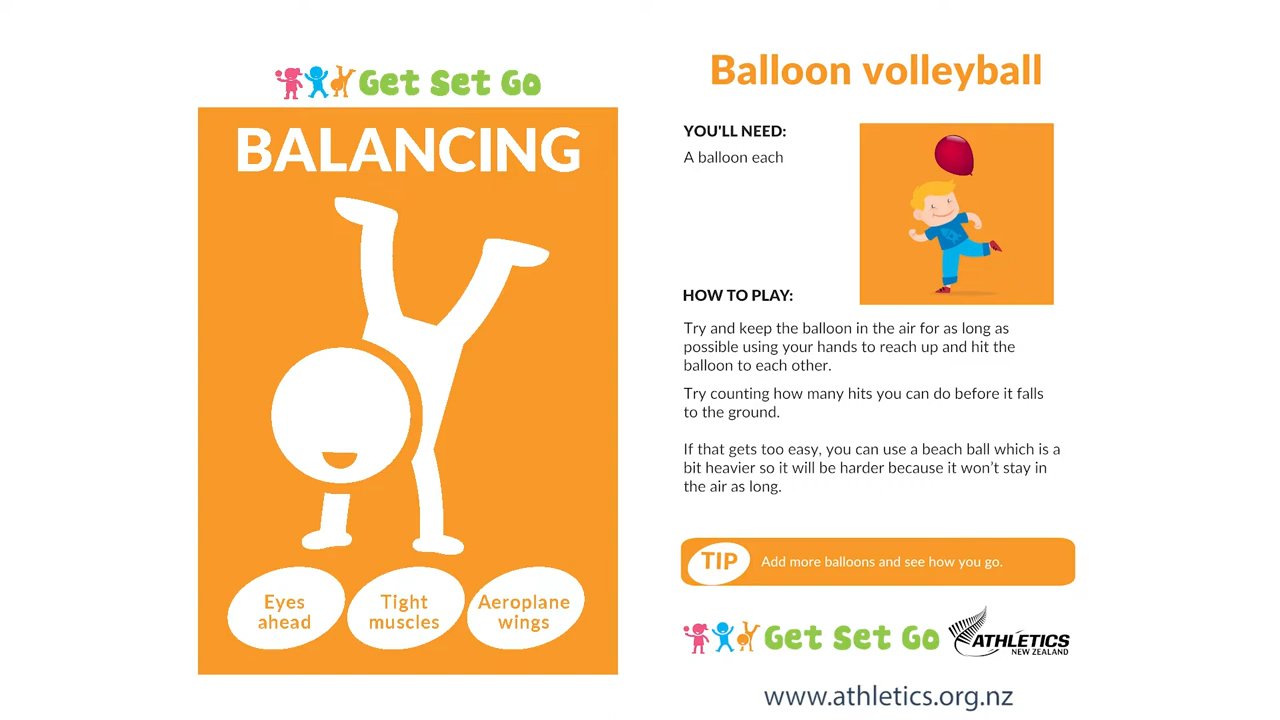 Get Set Go
BALANCING
Eyes
ahead
Tight
muscles
Aeroplane
wings
Balloon volleyball
YOU'LL NEED:
A balloon each
HOW TO PLAY:
Try and keep the balloon in the air for as long as
possible using your hands to reach up and hit the
balloon to each other.
Try counting how many hits you can do before it falls
to the ground.
If that gets too easy, you can use a beach ball which is a
bit heavier so it will be harder because it won't stay in
the air as long.
TIP
Add more balloons and see how you go.
Get Set Go
ATHLETICS
NEW ZEALAND
www.athletics.org.nz